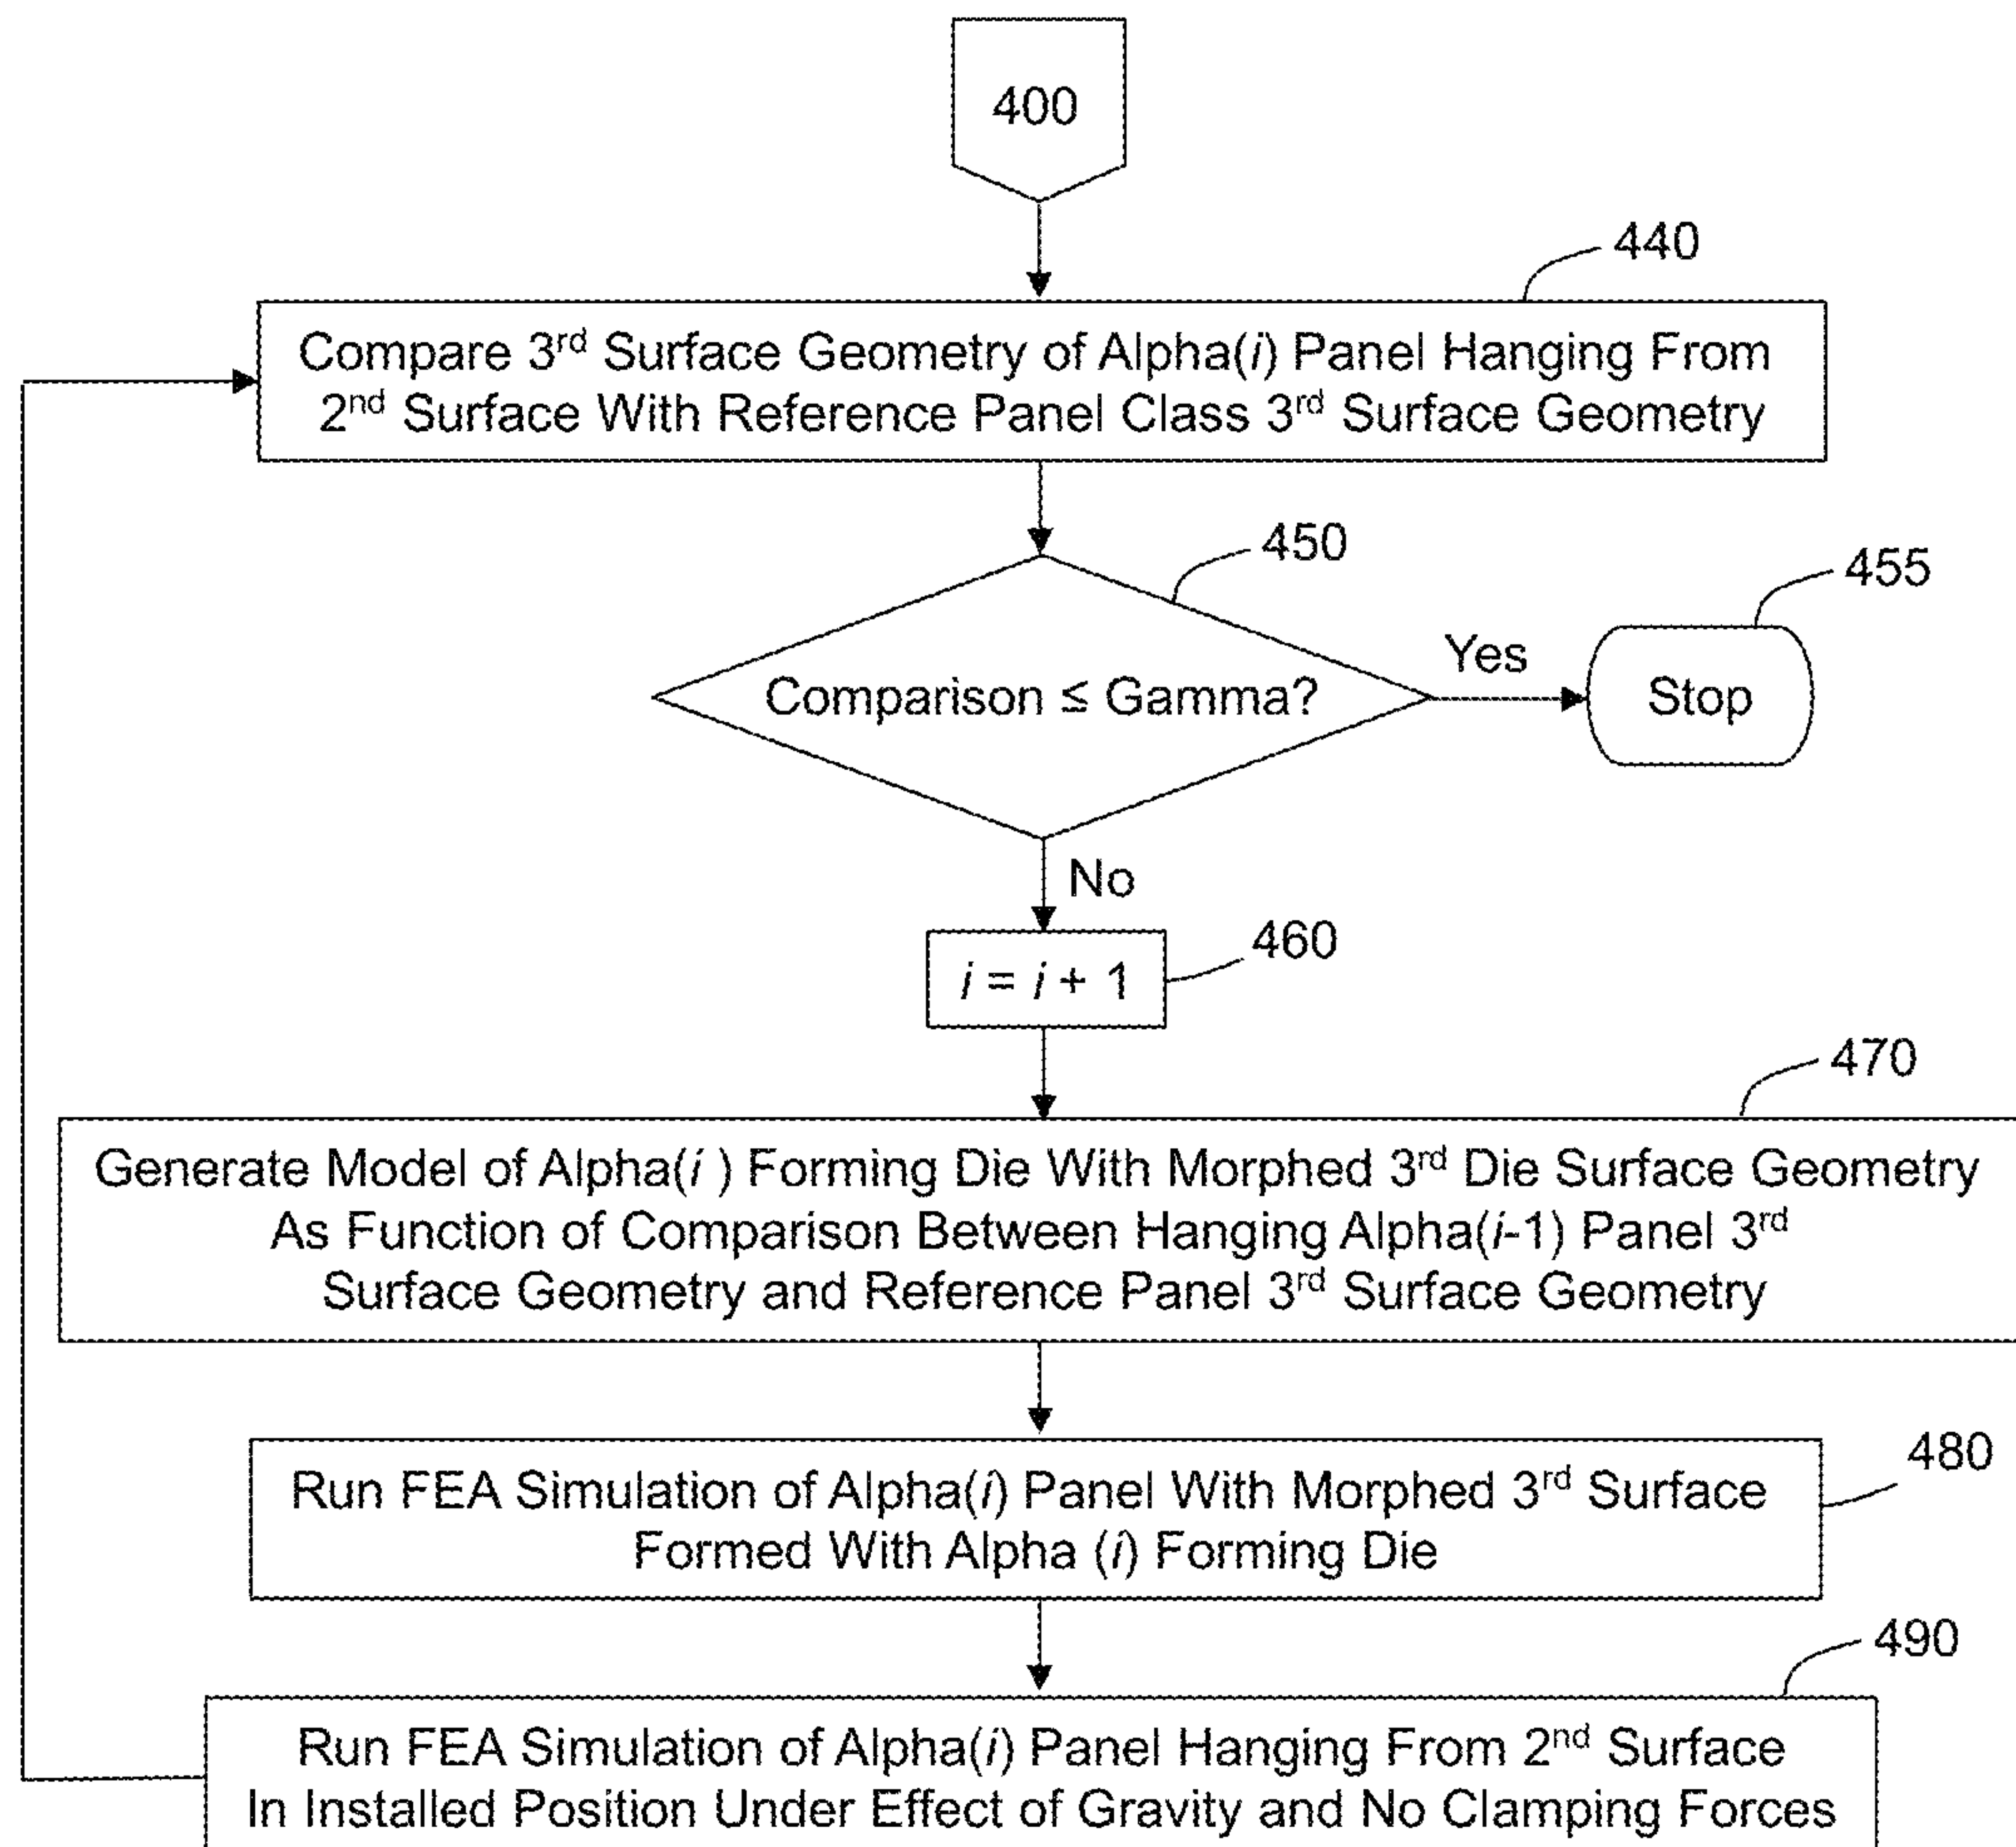 400
440
Compare 3rd Surface Geometry of Alpha(i) Panel Hanging From
2nd Surface With Reference Panel Class 3rd Surface Geometry
450
455
Comparison ≤ Gamma?
Yes
Stop
No
460
i = i + 1
470
Generate Model of Alpha(i ) Forming Die With Morphed 3rd Die Surface Geometry
As Function of Comparison Between Hanging Alpha(i-1) Panel 3rd
Surface Geometry and Reference Panel 3rd Surface Geometry
480
Run FEA Simulation of Alpha(i) Panel With Morphed 3rd Surface
Formed With Alpha (i) Forming Die
490
Run FEA Simulation of Alpha(i) Panel Hanging From 2nd Surface
In Installed Position Under Effect of Gravity and No Clamping Forces